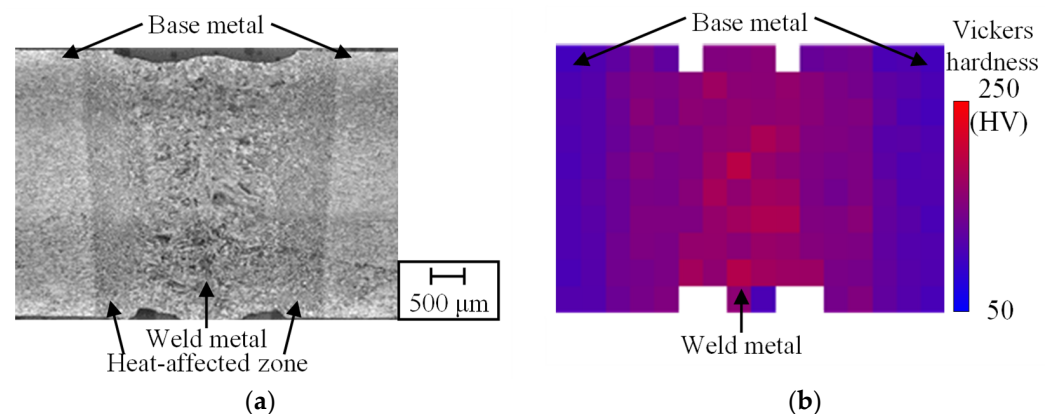 Base metal
500 μm
Weld metal
Heat-affected zone
(a)
Base metal
Vickers
hardness
250
(HV)
50
Weld metal
(b)